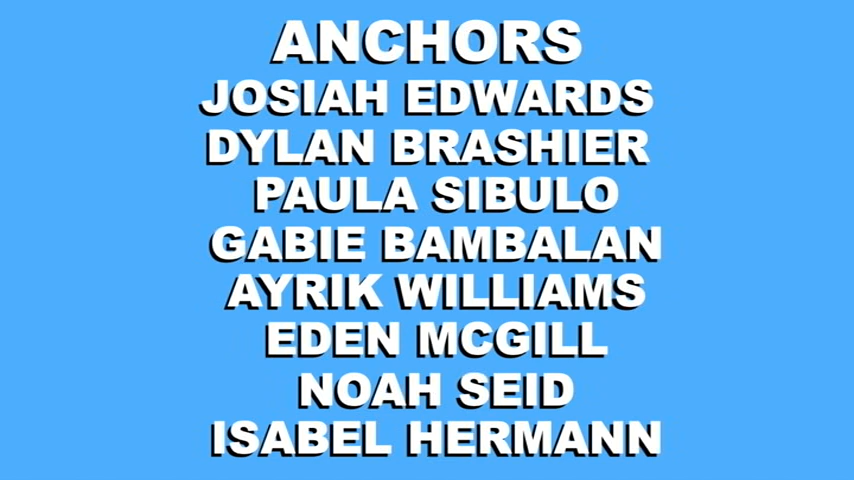 ANCHORS
JOSIAH EDWARDS
DYLAN BRASHIER
PAULA SIBULO
GABIE BAMBALAN
AYRIK WILLIAMS
EDEN MCGILL
NOAH SEID
ISABEL HERMANN